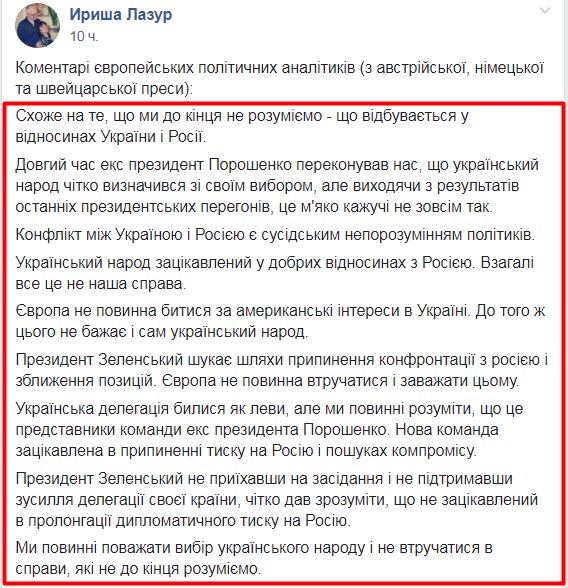 Ириша Лазур
10 ч.
Коментарі європейських політичних аналітиків (з австрійської, німецької
та швейцарської преси):
Схоже на те, що ми до кінця не розуміємо - що відбувається у
відносинах України і Росії.
Довгий час екс президент Порошенко переконував нас, що український
народ чітко визначився зі своїм вибором, але виходячи з результатів
останніх президентських перегонів, це м'яко кажучі не зовсім так.
Конфлікт між Україною і Росією є сусідським непорозумінням політиків.
Український народ зацікавлений у добрих відносинах з Росією. Взагалі
все це не наша справа.
Європа не повинна битися за американські інтереси в Україні. До того ж
цього не бажає і сам український народ.
Президент Зеленський шукає шляхи припинення конфронтації з росією і
зближення позицій. Європа не повинна втручатися і заважати цьому.
Українська делегація билися як леви, але ми повинні розуміти, що це
представники команди екс президента Порошенко. Нова команда
зацікавлена в припиненні тиску на Росію і пошуках компромісу.
Президент Зеленський не приїхавши на засідання і не підтримавши
зусилля делегації своєї країни, чітко дав зрозуміти, що не зацікавлений
в пролонгації дипломатичного тиску на Росію.
Ми повинні поважати вибір українського народу і не втручатися в
справи, які не до кінця розуміємо.